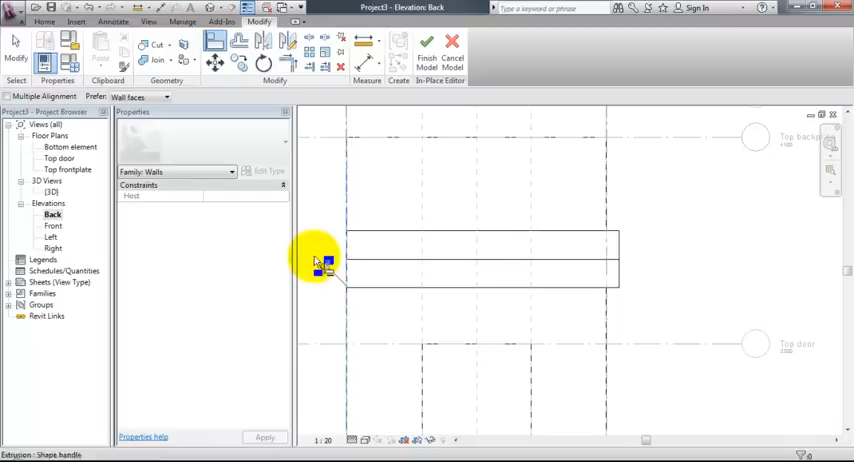 Project3 - Elevation: Back
Type a keyword or phrase
Sign In
Home Insert Annotate View Manage Add-Ins Modify
Modify
Paste
Cut
Join
Finish Model
Cancel Model
Select Properties Clipboard Geometry Modify Measure Create In-Place Editor
Multiple Alignment Prefer: Wall faces
Project3 - Project Browser
Views (all)
Floor Plans
Bottom element
Top door
Top frontplate
3D Views
{3D}
Elevations
Back
Front
Left
Right
Legends
Schedules/Quantities
Sheets (View Type)
Families
Groups
Revit Links
Properties
Family: Walls
Edit Type
Constraints
Host
Properties help
Apply
Top door
1 : 20
Extrusion : Shape handle
:0